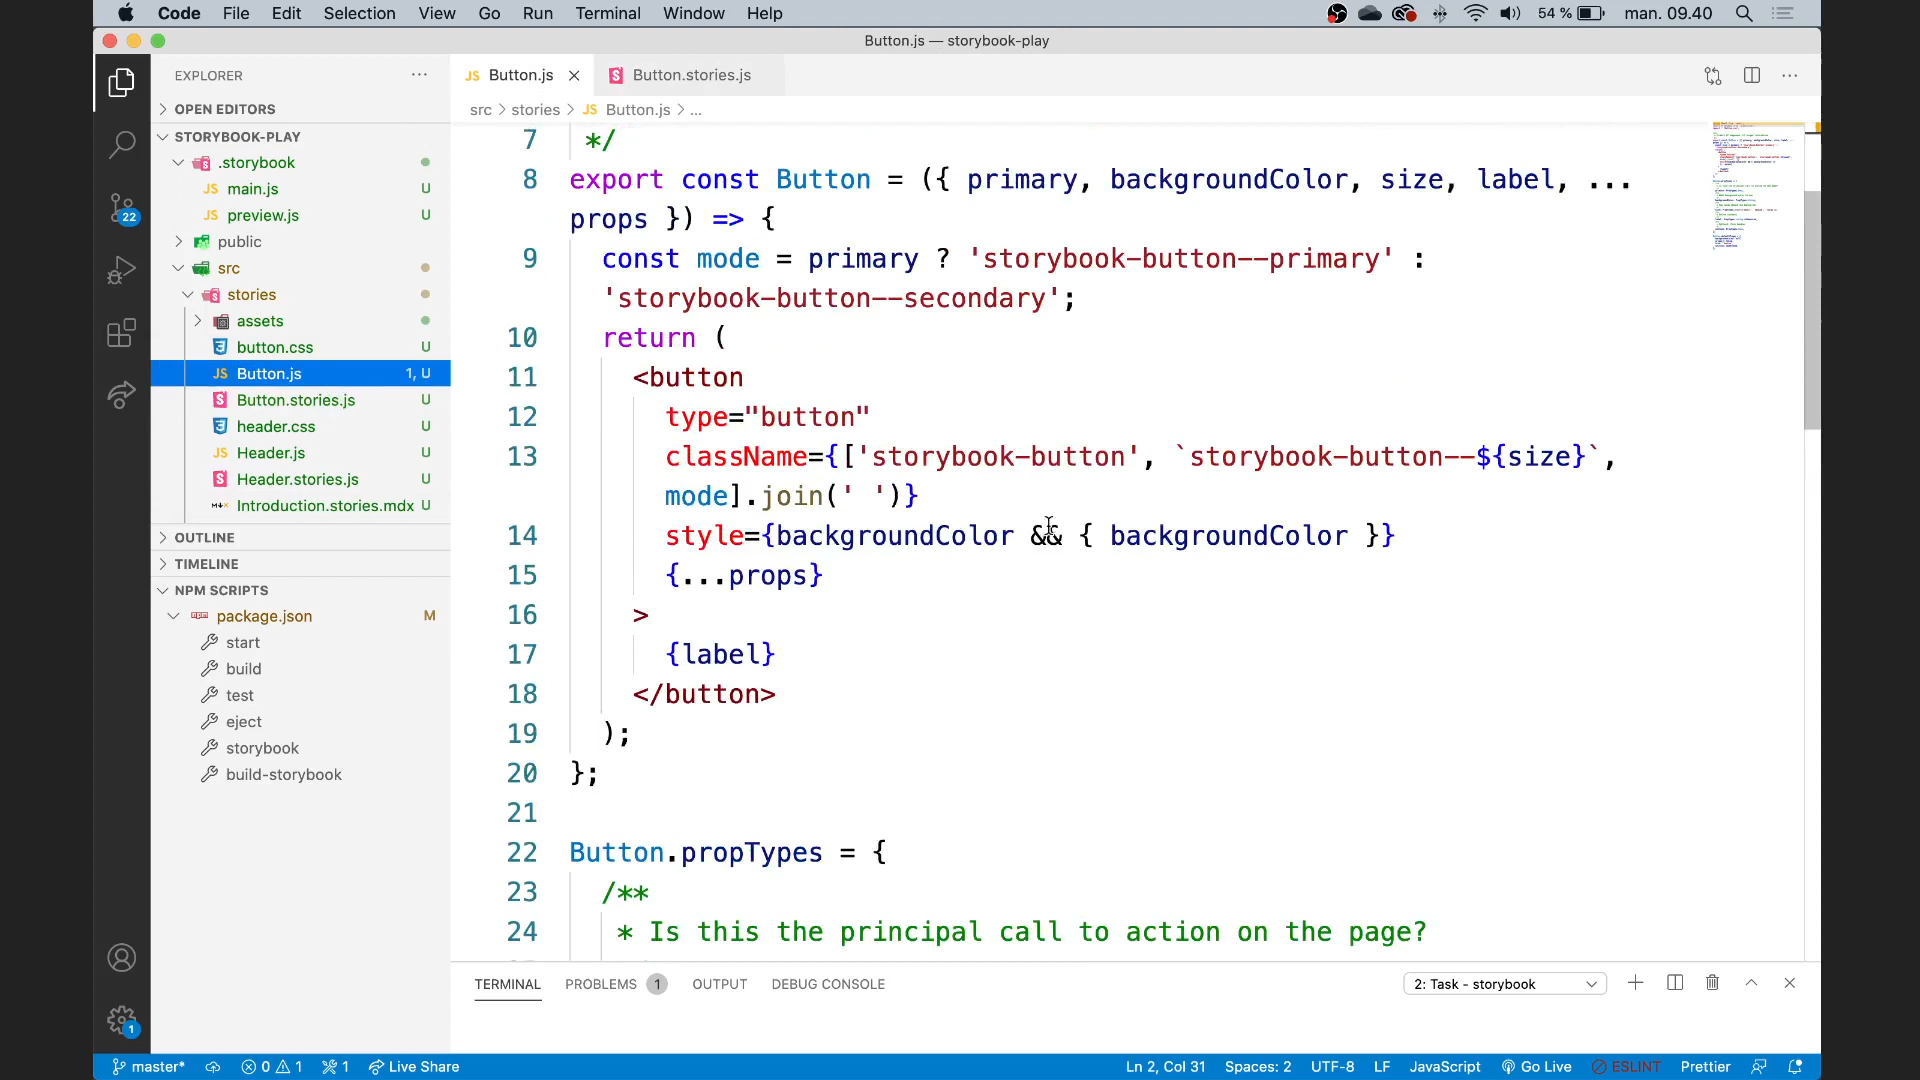 Code File Edit Selection View Go Run Terminal Window Help 54 % man. 09.40
Button.js — storybook-play
EXPLORER
OPEN EDITORS
STORYBOOK-PLAY
.storybook
main.js U
preview.js U
public
src
stories
assets
button.css U
Button.js 1, U
Button.stories.js U
header.css U
Header.js U
Header.stories.js U
Introduction.stories.mdx U
OUTLINE
TIMELINE
NPM SCRIPTS
package.json M
start
build
test
eject
storybook
build-storybook
22
1
Button.js Button.stories.js
src > stories > JS Button.js > ...
7 */
8 export const Button = ({ primary, backgroundColor, size, label, ...
props }) => {
9 const mode = primary ? 'storybook-button--primary' :
'storybook-button--secondary';
10 return (
11 <button
12 type="button"
13 className={['storybook-button', `storybook-button--${size}`,
mode].join(' ')}
14 style={backgroundColor && { backgroundColor }}
15 {...props}
16 >
17 {label}
18 </button>
19 );
20 };
21
22 Button.propTypes = {
23 /**
24 * Is this the principal call to action on the page?
TERMINAL PROBLEMS 1 OUTPUT DEBUG CONSOLE 2: Task - storybook
master* 0 1 1 Live Share Ln 2, Col 31 Spaces: 2 UTF-8 LF JavaScript Go Live ESLINT Prettier